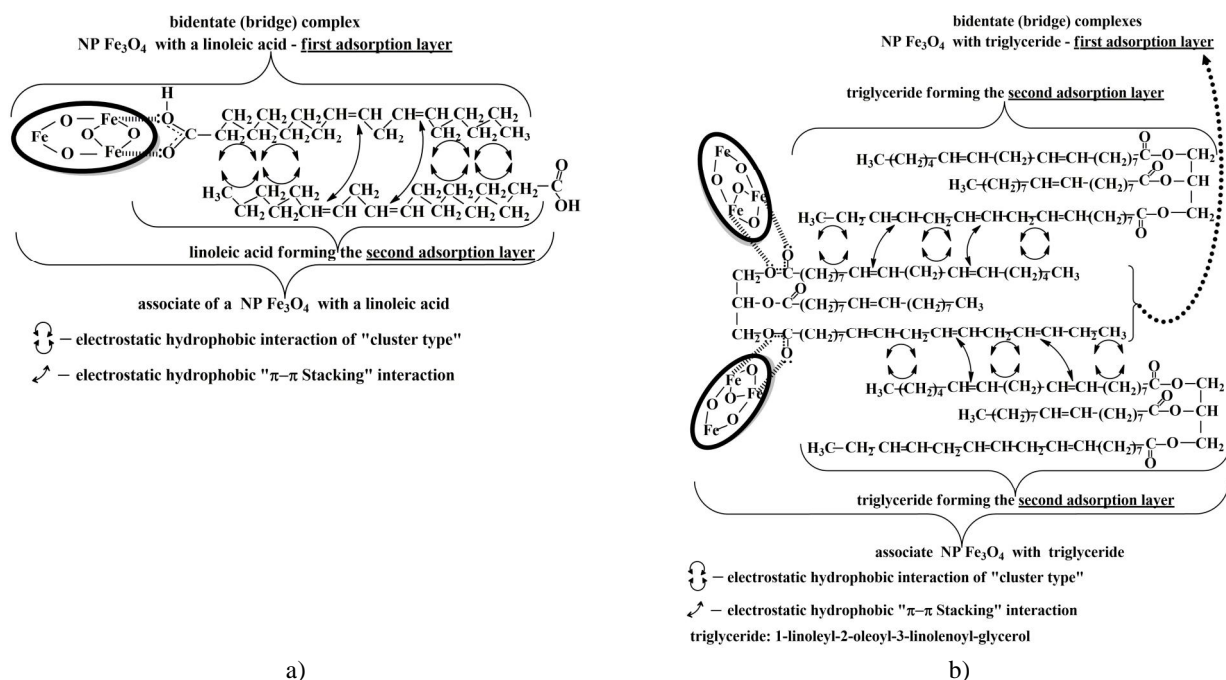 bidentate (bridge) complex
NP Fe₃O₄ with a linoleic acid - first adsorption layer
H
O Fe O CH₂ CH₂ CH₂ CH=CH CH=CH CH₂ CH₂ CH₂
Fe O O C CH₂ CH₂ CH₂ CH₂ CH₂ CH₂ CH₃
O Fe O
H₃C CH₂ CH₂ CH₂ CH₂ CH₂ CH₂ CH₂ C O
CH₂ CH₂ CH=CH CH=CH CH₂ CH₂ CH₂ OH
linoleic acid forming the second adsorption layer
associate of a NP Fe₃O₄ with a linoleic acid
– electrostatic hydrophobic interaction of "cluster type"
– electrostatic hydrophobic "π–π Stacking" interaction
a)
bidentate (bridge) complexes
NP Fe₃O₄ with triglyceride - first adsorption layer
triglyceride forming the second adsorption layer
H₃C-(CH₂)₄-CH=CH-(CH₂)-CH=CH-(CH₂)₇-C-O-CH₂
H₃C-(CH₂)₇-CH=CH-(CH₂)₇-C-O-CH
H₃C-CH₂-CH=CH-CH₂-CH=CH-CH₂-CH=CH-(CH₂)₇-C-O-CH₂
CH₂-O-C-(CH₂)₇-CH=CH-(CH₂)-CH=CH-(CH₂)₄-CH₃
CH-O-C-(CH₂)₇-CH=CH-(CH₂)₇-CH₃
CH₂-O-C-(CH₂)₇-CH=CH-CH₂-CH=CH-CH₂-CH=CH-CH₂-CH₃
H₃C-(CH₂)₄-CH=CH-(CH₂)-CH=CH-(CH₂)₇-C-O-CH₂
H₃C-(CH₂)₇-CH=CH-(CH₂)₇-C-O-CH
H₃C-CH₂-CH=CH-CH₂-CH=CH-CH₂-CH=CH-(CH₂)₇-C-O-CH₂
triglyceride forming the second adsorption layer
associate NP Fe₃O₄ with triglyceride
– electrostatic hydrophobic interaction of "cluster type"
– electrostatic hydrophobic "π–π Stacking" interaction
triglyceride: 1-linoleyl-2-oleoyl-3-linolenoyl-glycerol
b)